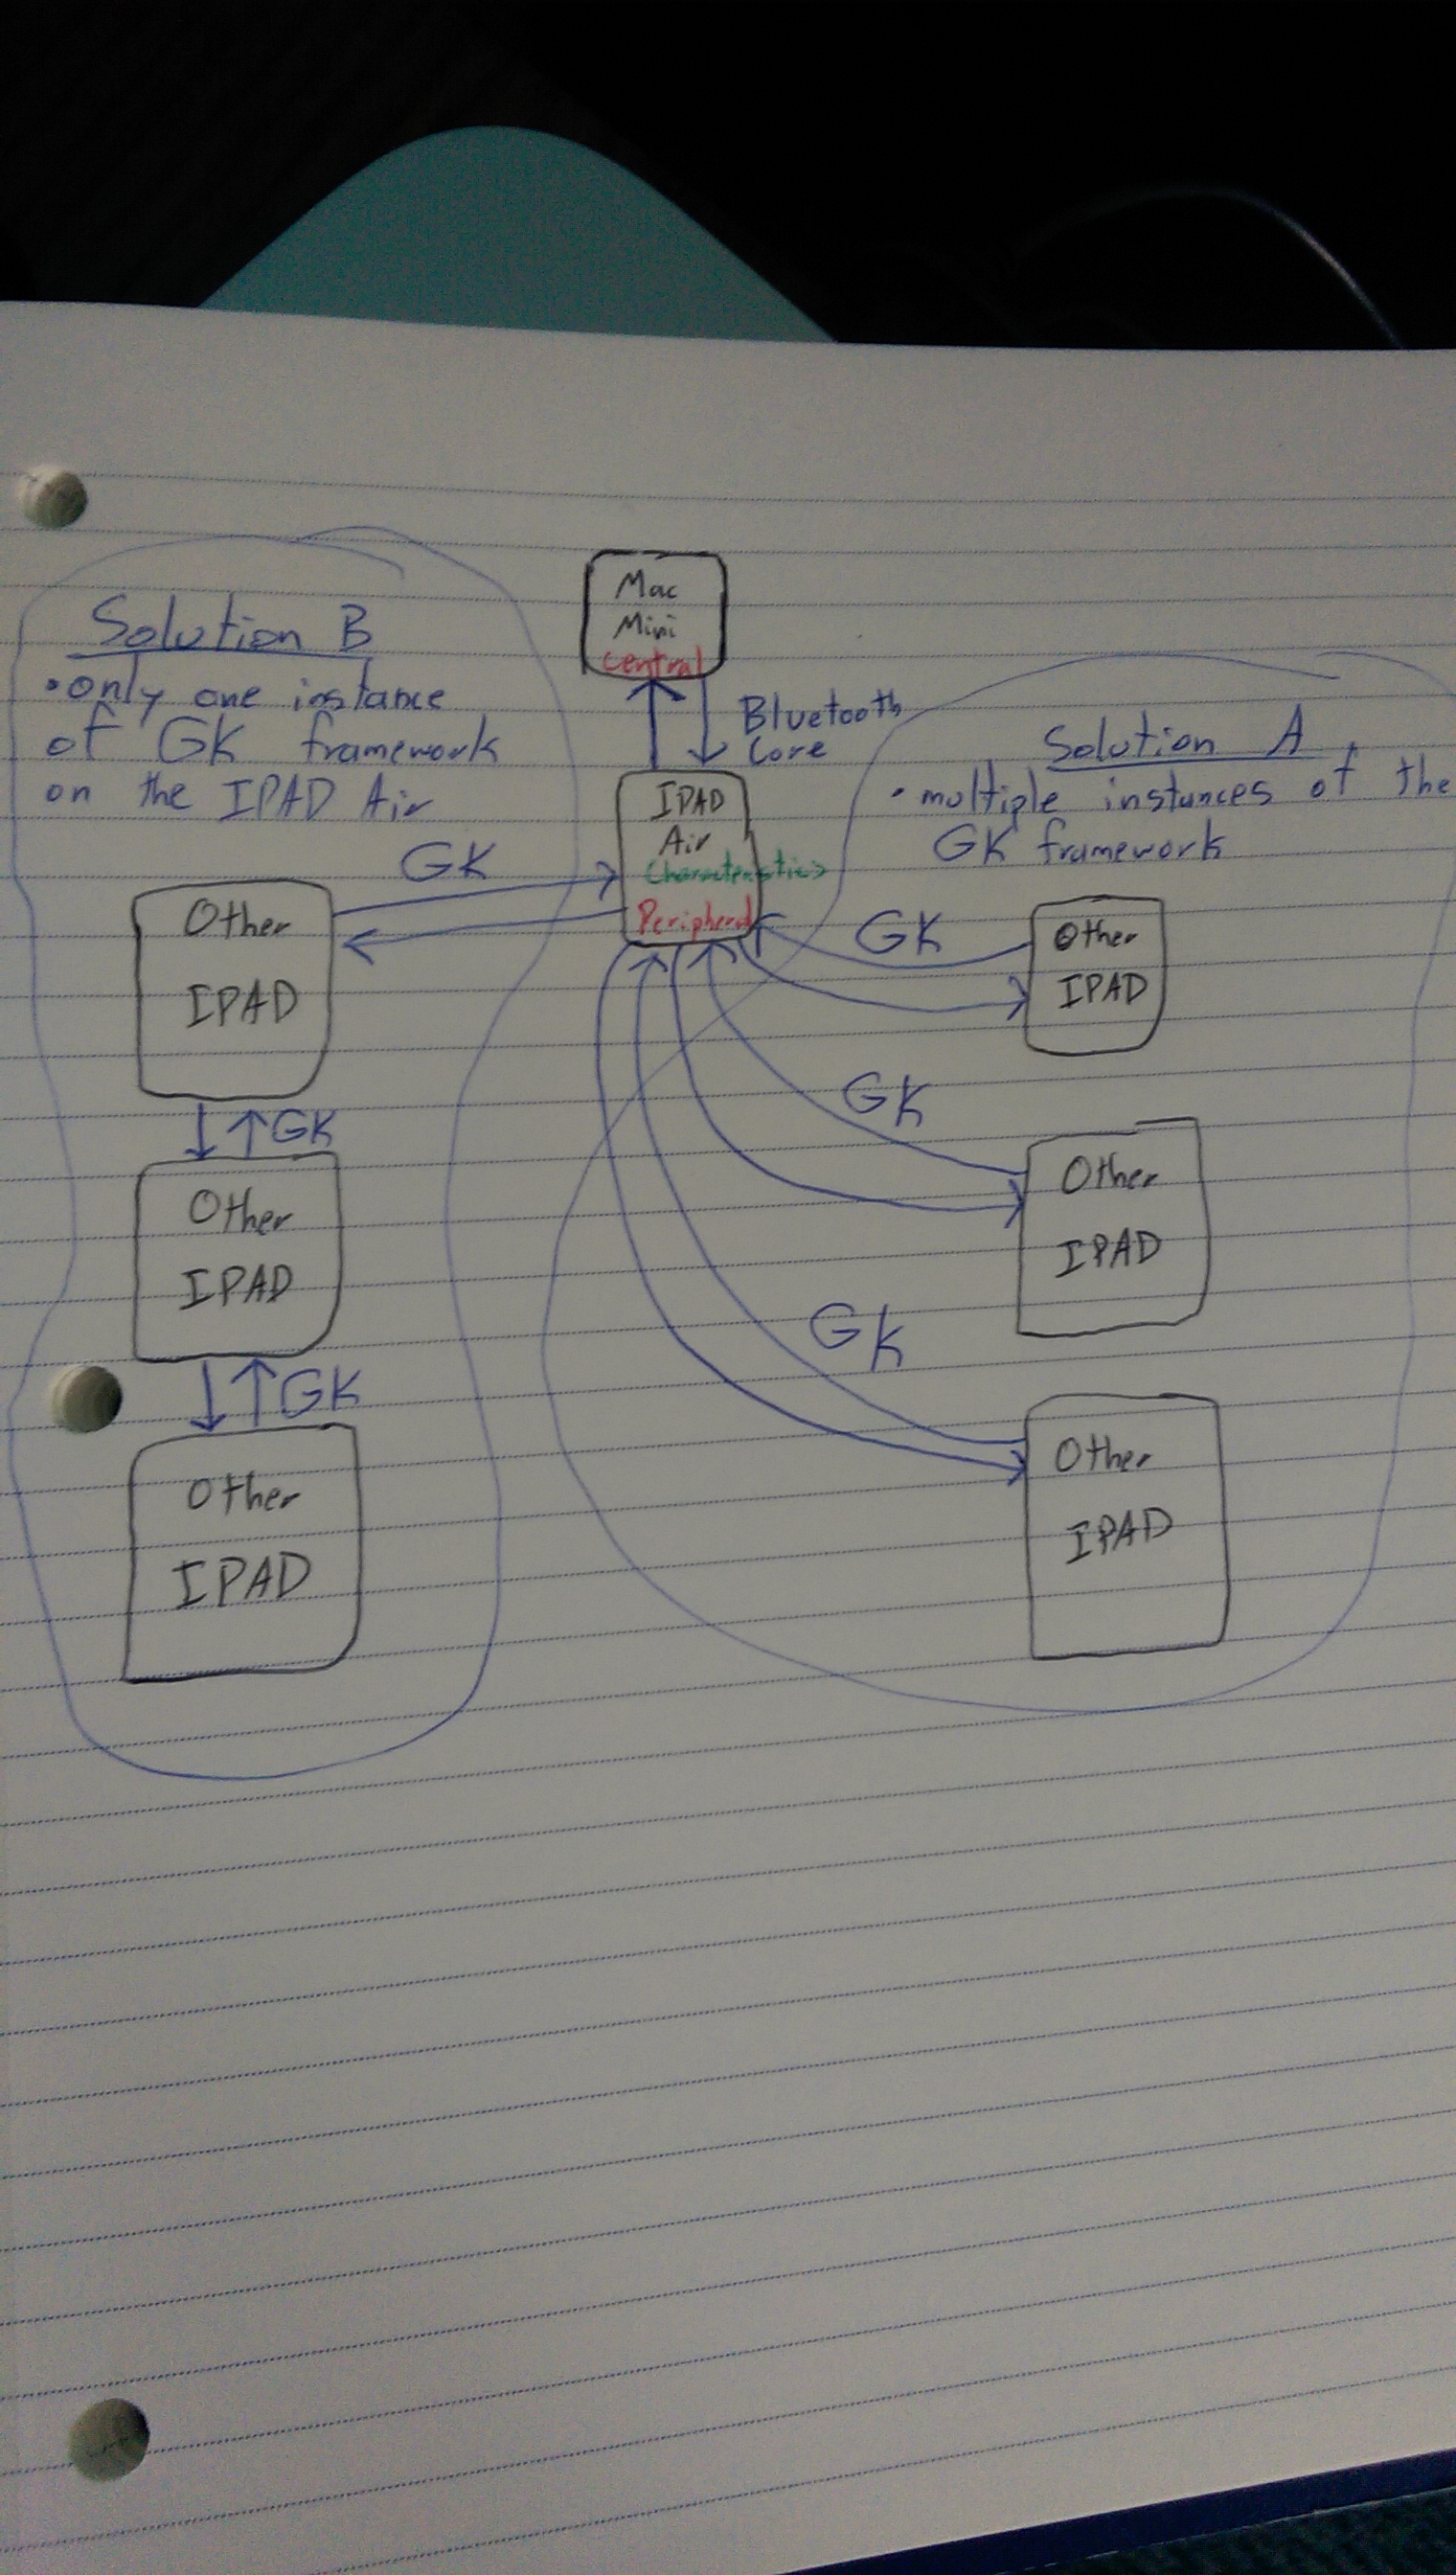 Solution B
•only one instance
of GK framework
on the IPAD Air
GK
Other
IPAD
GK
Other
IPAD
GK
Other
IPAD
Mac
Mini
Central
Bluetooth
Core
IPAD
Air
Characteristics
Peripheral
Solution A
• multiple instances of the
GK framework
GK
Other
IPAD
GK
Other
IPAD
GK
Other
IPAD